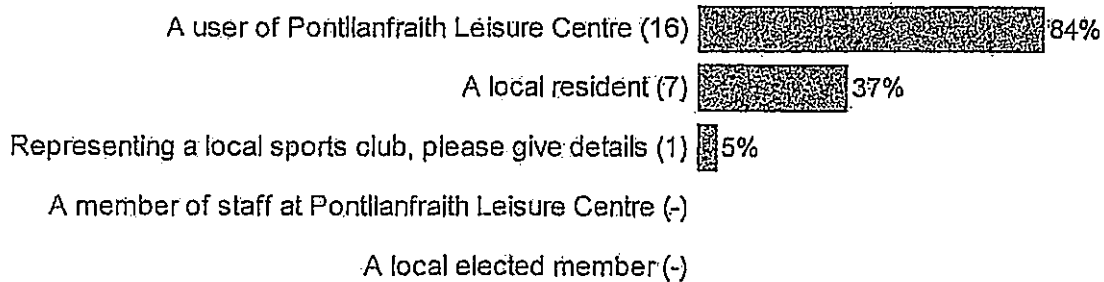 A user of Pontllanfraith Leisure Centre (16) 84%
A local resident (7) 37%
Representing a local sports club, please give details (1) 5%
A member of staff at Pontllanfraith Leisure Centre (-)
A local elected member (-)